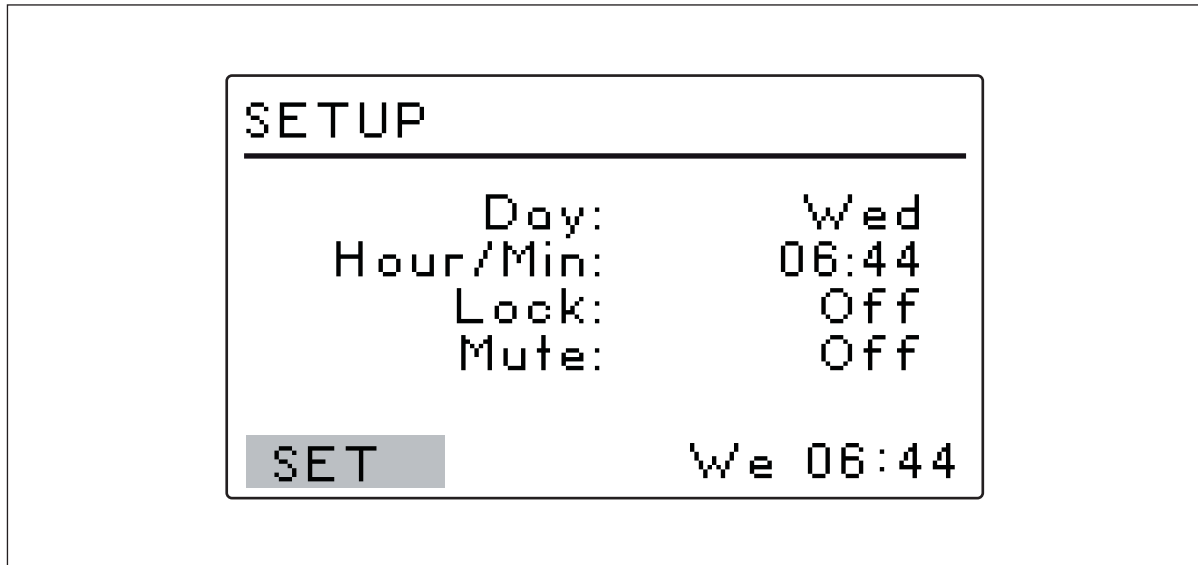 SETUP
Day: Wed
Hour/Min: 06:44
Lock: Off
Mute: Off
SET We 06:44